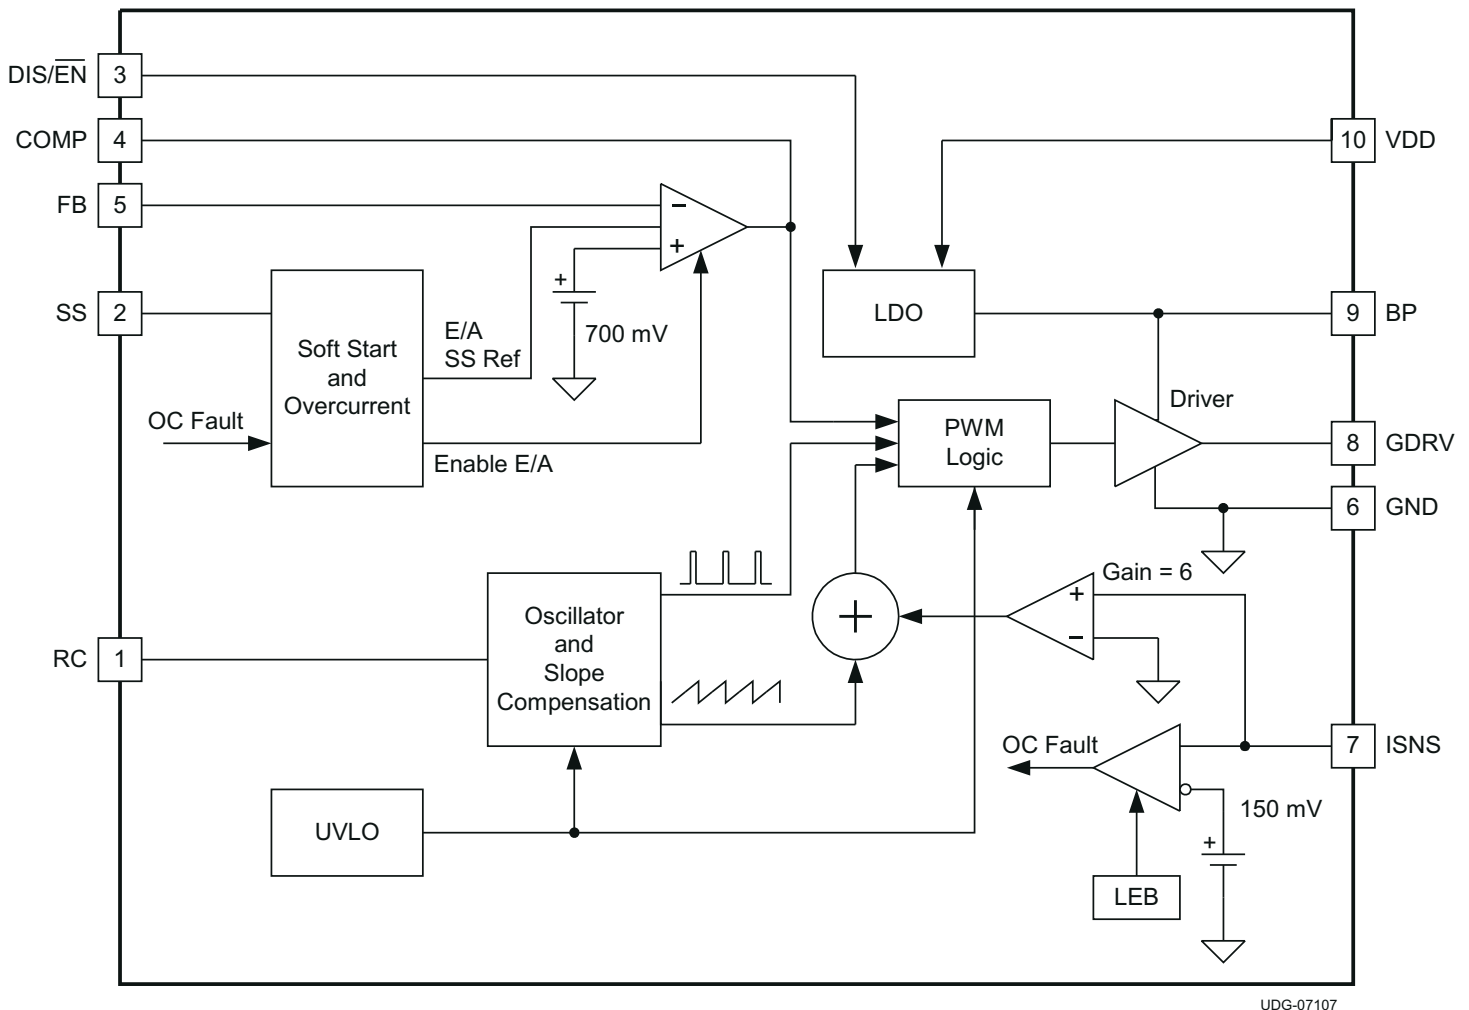 DIS/EN 3
COMP 4
10 VDD
FB 5
SS 2
+
−
+
700 mV
LDO
9 BP
E/A
SS Ref
Soft Start
and
Overcurrent
OC Fault
Enable E/A
PWM
Logic
Driver
8 GDRV
6 GND
Gain = 6
+
−
+
Oscillator
and
Slope
Compensation
RC 1
OC Fault
7 ISNS
150 mV
+
UVLO
LEB
UDG-07107